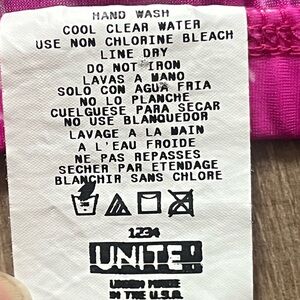 HAND WASH
COOL CLEAR WATER
USE NON CHLORINE BLEACH
LINE DRY
DO NOT IRON
LAVAS A MANO
SOLO CON AGUA FRIA
NO LO PLANCHE
CUELGUESE PARA SECAR
NO USE BLANQUEDOR
LAVAGE A LA MAIN
A L'EAU FROIDE
NE PAS REPASSES
SECHER PAR ETENDAGE
BLANCHIR SANS CHLORE
1234
UNITE!
UNION MADE
IN THE U.S.A.